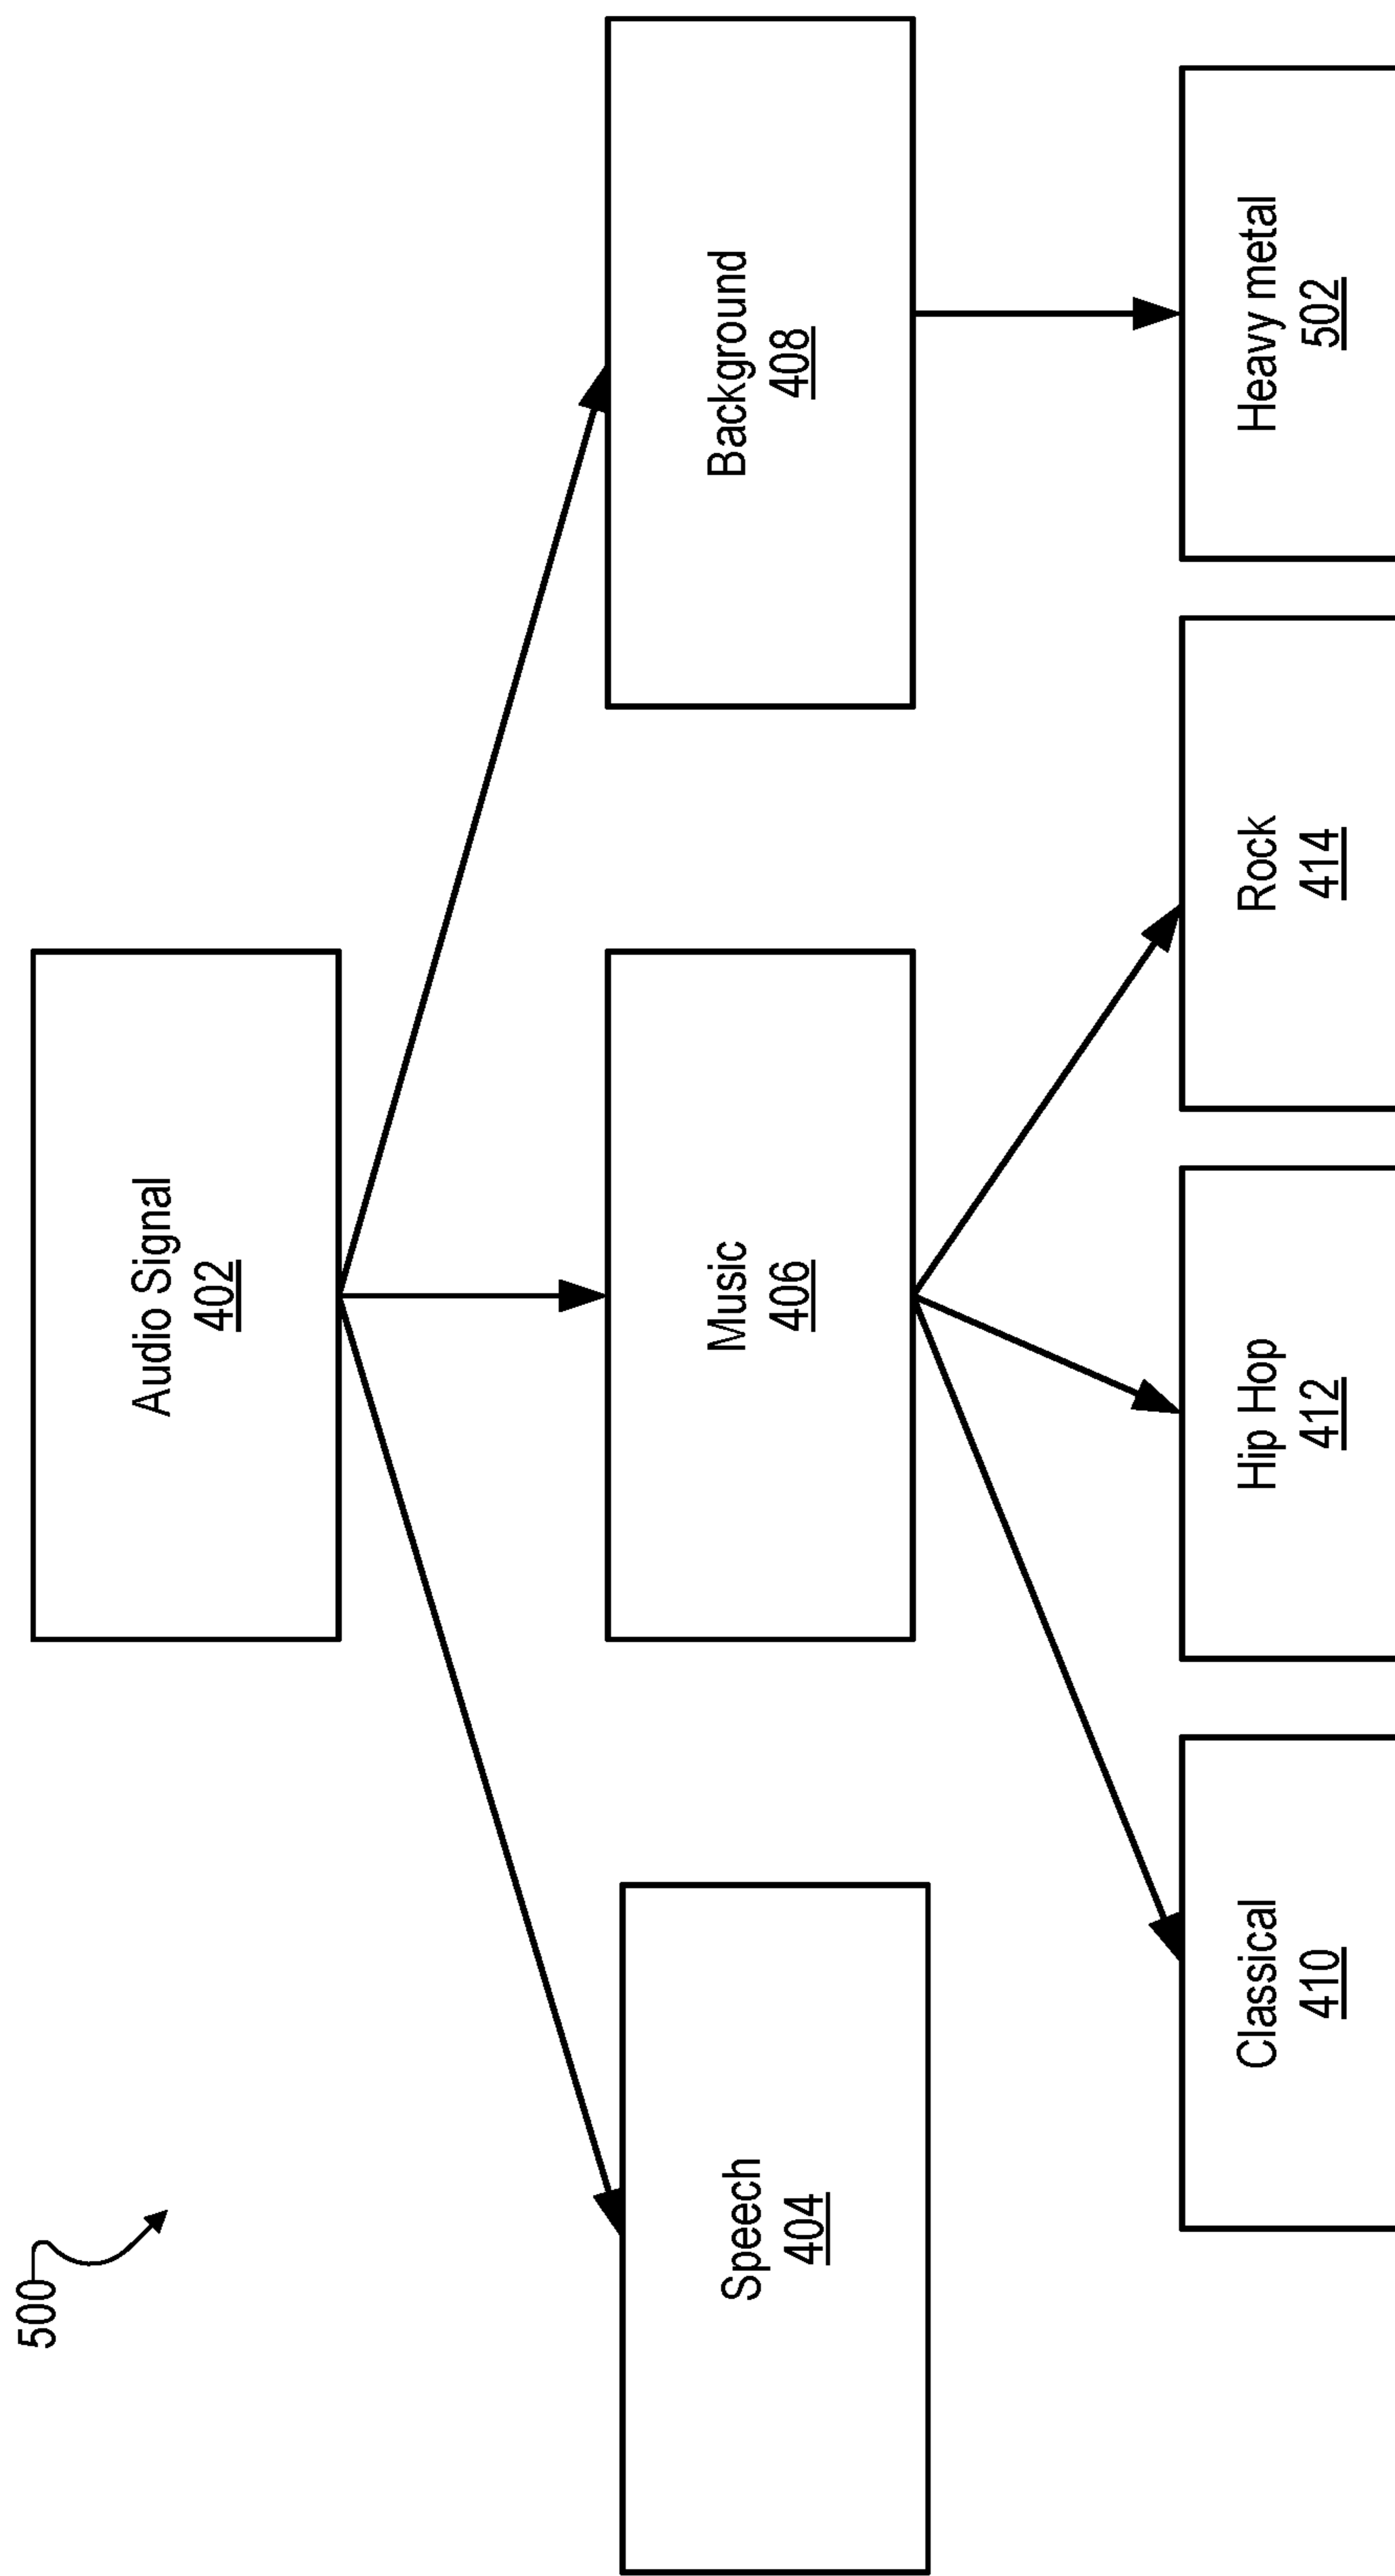 500
Audio Signal
402
Speech
404
Music
406
Background
408
Classical
410
Hip Hop
412
Rock
414
Heavy metal
502